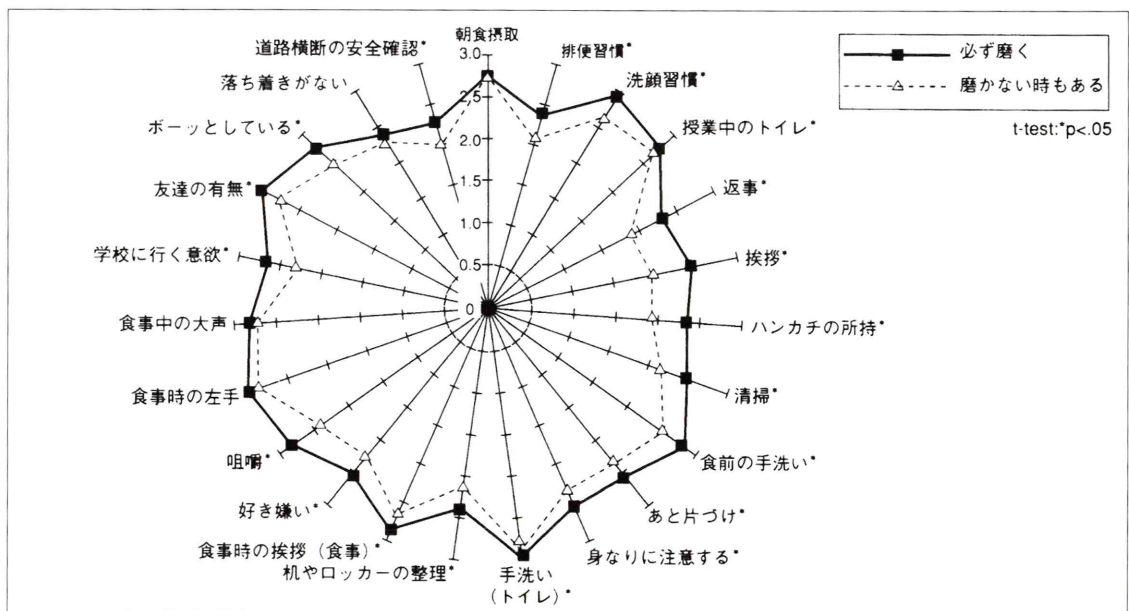 朝食摂取
3.0
2.5
2.0
1.5
1.0
0.5
0
排便習慣*
洗顔習慣*
授業中のトイレ*
返事*
挨拶*
ハンカチの所持*
清掃*
食前の手洗い*
あと片づけ*
身なりに注意する*
手洗い
(トイレ)*
机やロッカーの整理*
食事時の挨拶(食事)*
好き嫌い*
咀嚼*
食事時の左手
食事中の大声
学校に行く意欲*
友達の有無*
ボーッとしている*
落ち着きがない
道路横断の安全確認*
必ず磨く
磨かない時もある
t-test:*p<.05